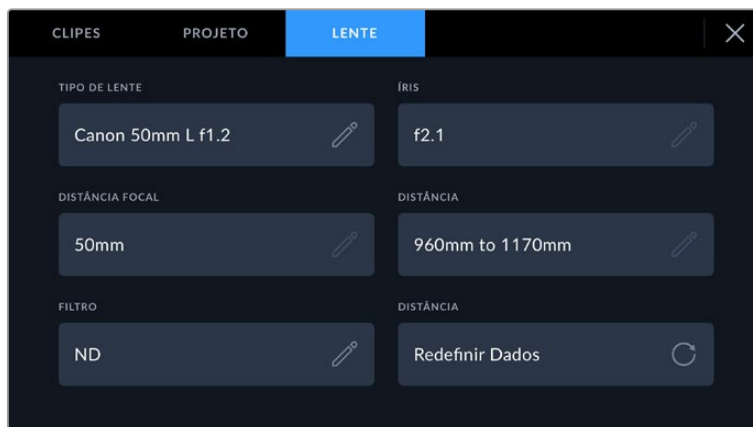 CLIPES PROJETO LENTE
TIPO DE LENTE ÍRIS
Canon 50mm L f1.2 f2.1
DISTÂNCIA FOCAL DISTÂNCIA
50mm 960mm to 1170mm
FILTRO DISTÂNCIA
ND Redefinir Dados